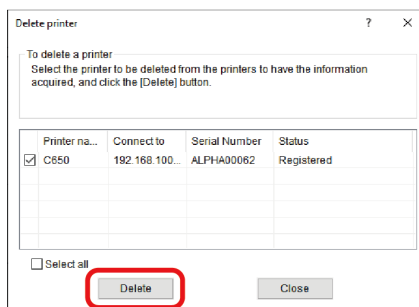 Delete printer ? ×
To delete a printer
Select the printer to be deleted from the printers to have the information
acquired, and click the [Delete] button.
Printer na... Connect to Serial Number Status
C650 192.168.100... ALPHA00062 Registered
Select all
Delete Close